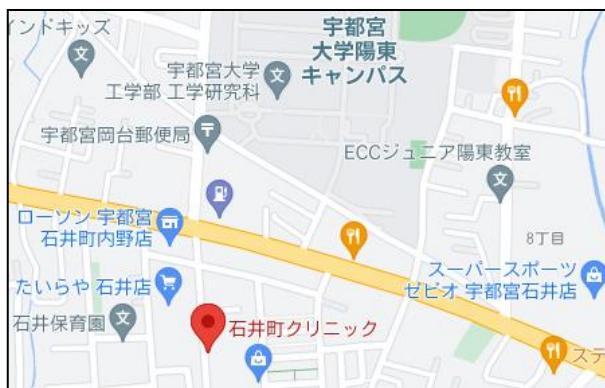 インドキッズ
宇都宮
大学陽東
キャンパス
宇都宮大学
工学部 工学研究科
宇都宮岡台郵便局
ECCジュニア陽東教室
ローソン 宇都宮
石井町内野店
8丁目
スーパースポーツ
ゼビオ 宇都宮石井店
たいらや 石井店
石井保育園
石井町クリニック
ステ